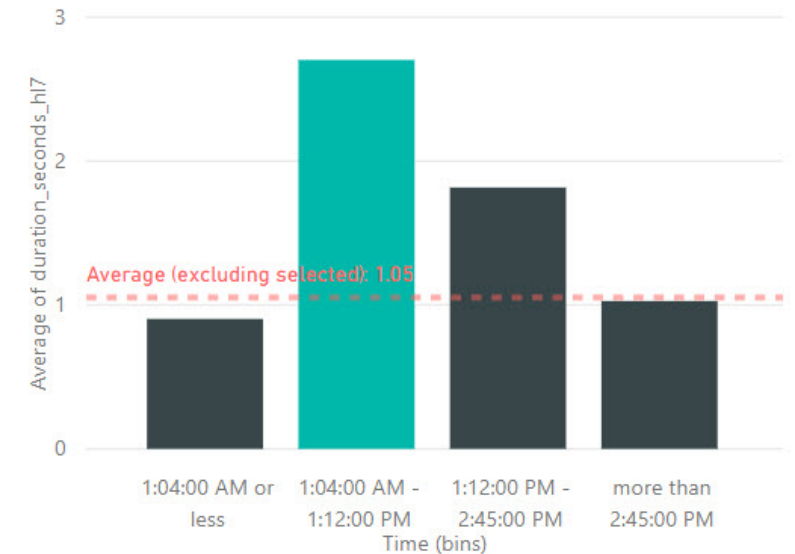 3
2
1
0
Average of duration_seconds_hl7
Average (excluding selected): 1.05
1:04:00 AM or
less
1:04:00 AM -
1:12:00 PM
1:12:00 PM -
2:45:00 PM
more than
2:45:00 PM
Time (bins)